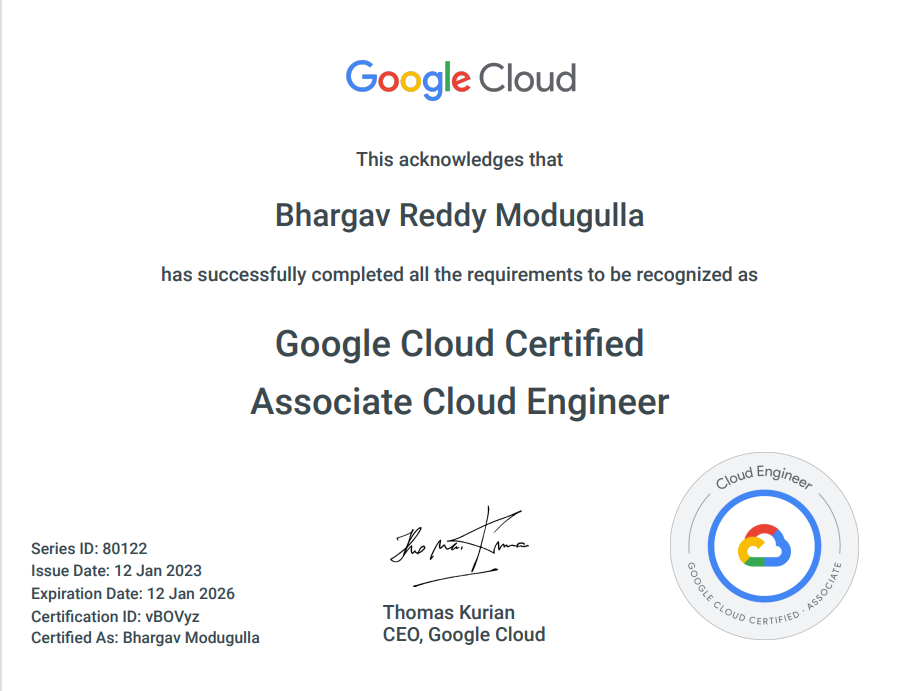 Google Cloud
This acknowledges that
Bhargav Reddy Modugulla
has successfully completed all the requirements to be recognized as
Google Cloud Certified
Associate Cloud Engineer
Series ID: 80122
Issue Date: 12 Jan 2023
Expiration Date: 12 Jan 2026
Certification ID: vBOVyz
Certified As: Bhargav Modugulla
Thomas Kurian
CEO, Google Cloud
Cloud Engineer
GOOGLE CLOUD CERTIFIED · ASSOCIATE